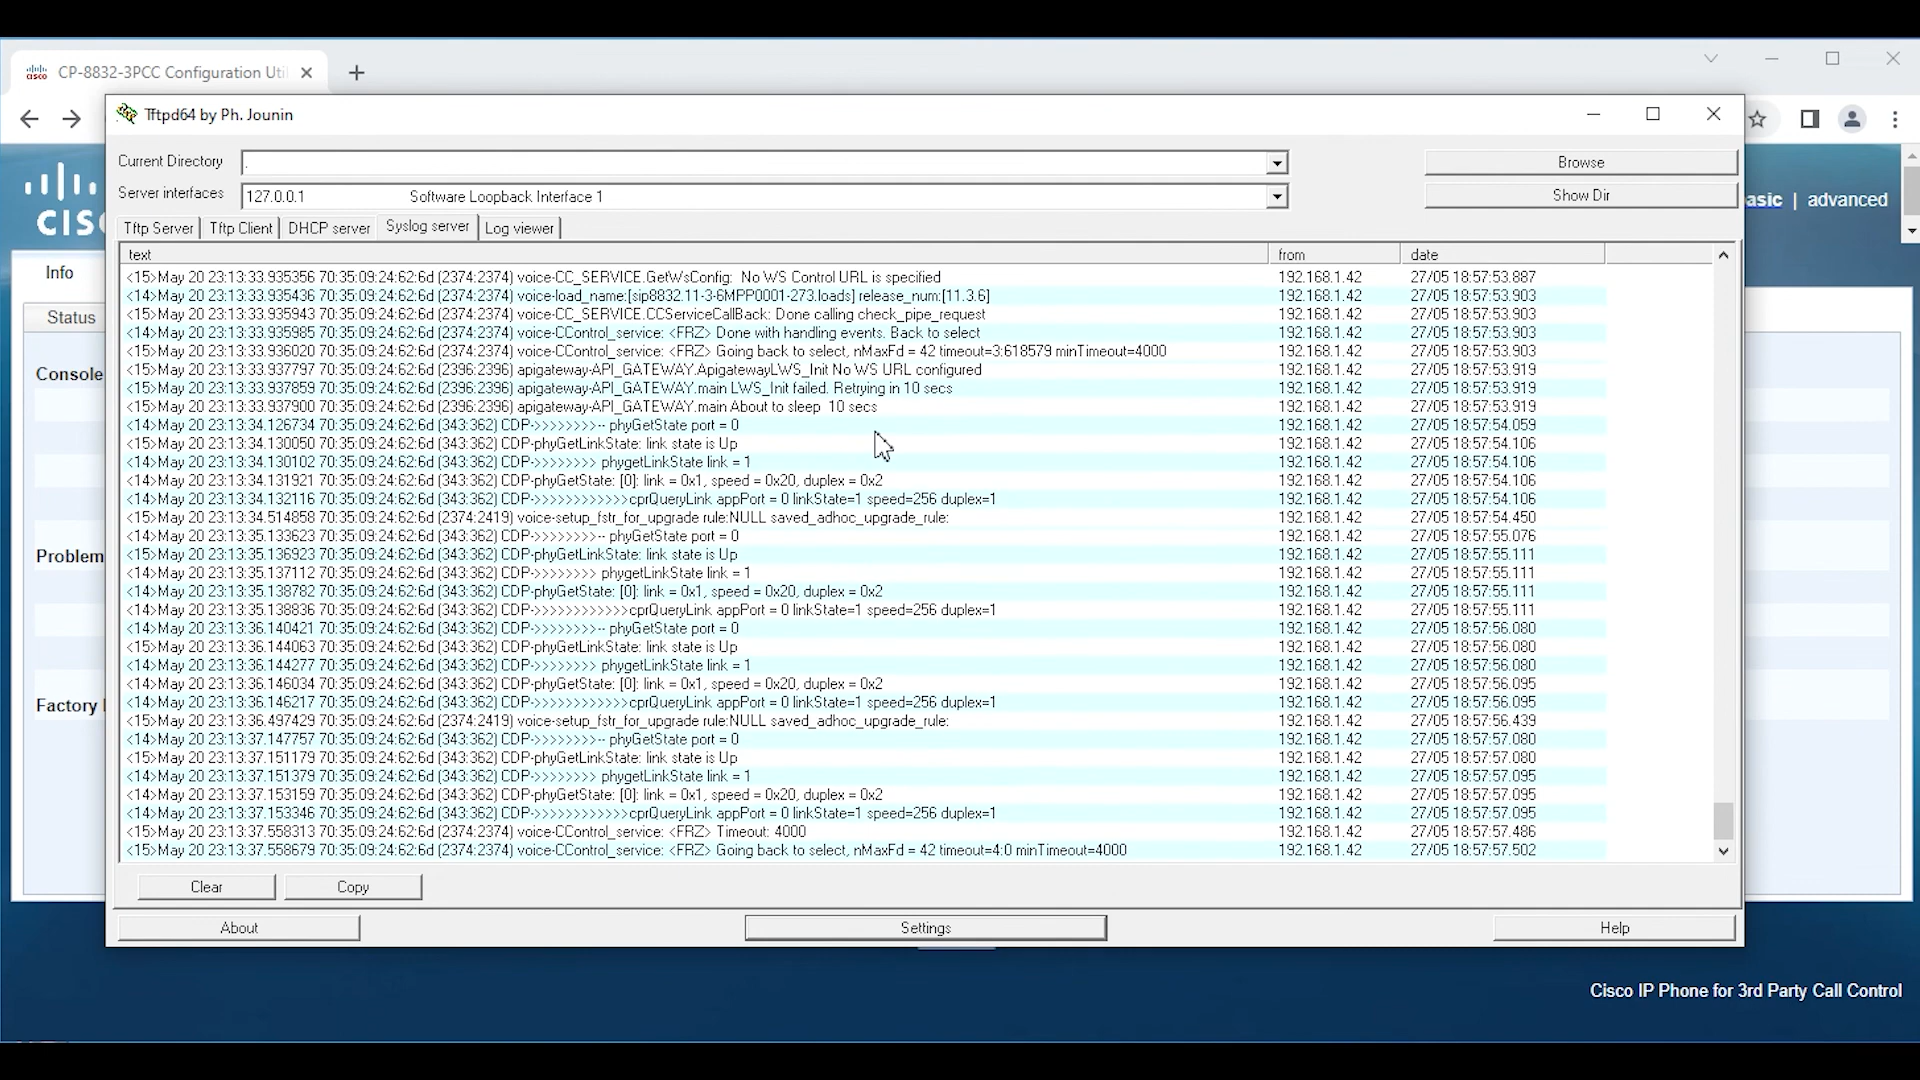 CISCO CP-8832-3PCC Configuration Uti
Tftpd64 by Ph. Jounin
Current Directory .
Browse
Server interfaces 127.0.0.1 Software Loopback Interface 1
Show Dir
asic | advanced
Tftp Server Tftp Client DHCP server Syslog server Log viewer
text from date
<15>May 20 23:13:33.935356 70:35:09:24:62:6d (2374:2374) voice-CC_SERVICE.GetWsConfig: No WS Control URL is specified 192.168.1.42 27/05 18:57:53.887
<14>May 20 23:13:33.935436 70:35:09:24:62:6d (2374:2374) voice-load_name:[sip8832.11-3-6MPP0001-273.loads] release_num:[11.3.6] 192.168.1.42 27/05 18:57:53.903
<15>May 20 23:13:33.935943 70:35:09:24:62:6d (2374:2374) voice-CC_SERVICE.CCServiceCallBack: Done calling check_pipe_request 192.168.1.42 27/05 18:57:53.903
<14>May 20 23:13:33.935985 70:35:09:24:62:6d (2374:2374) voice-CControl_service: <FRZ> Done with handling events. Back to select 192.168.1.42 27/05 18:57:53.903
<15>May 20 23:13:33.936020 70:35:09:24:62:6d (2374:2374) voice-CControl_service: <FRZ> Going back to select, nMaxFd = 42 timeout=3:618579 minTimeout=4000 192.168.1.42 27/05 18:57:53.903
<15>May 20 23:13:33.937797 70:35:09:24:62:6d (2396:2396) apigateway-API_GATEWAY.ApigatewayLWS_Init No WS URL configured 192.168.1.42 27/05 18:57:53.919
<15>May 20 23:13:33.937859 70:35:09:24:62:6d (2396:2396) apigateway-API_GATEWAY.main LWS_Init failed. Retrying in 10 secs 192.168.1.42 27/05 18:57:53.919
<15>May 20 23:13:33.937900 70:35:09:24:62:6d (2396:2396) apigateway-API_GATEWAY.main About to sleep 10 secs 192.168.1.42 27/05 18:57:53.919
<14>May 20 23:13:34.126734 70:35:09:24:62:6d (343:362) CDP->>>>>>>>-- phyGetState port = 0 192.168.1.42 27/05 18:57:54.059
<15>May 20 23:13:34.130050 70:35:09:24:62:6d (343:362) CDP-phyGetLinkState: link state is Up 192.168.1.42 27/05 18:57:54.106
<14>May 20 23:13:34.130102 70:35:09:24:62:6d (343:362) CDP->>>>>>>> phygetLinkState link = 1 192.168.1.42 27/05 18:57:54.106
<14>May 20 23:13:34.131921 70:35:09:24:62:6d (343:362) CDP-phyGetState: [0]: link = 0x1, speed = 0x20, duplex = 0x2 192.168.1.42 27/05 18:57:54.106
<14>May 20 23:13:34.132116 70:35:09:24:62:6d (343:362) CDP->>>>>>>>>>>>cprQueryLink appPort = 0 linkState=1 speed=256 duplex=1 192.168.1.42 27/05 18:57:54.106
<15>May 20 23:13:34.514858 70:35:09:24:62:6d (2374:2419) voice-setup_fstr_for_upgrade rule:NULL saved_adhoc_upgrade_rule: 192.168.1.42 27/05 18:57:54.450
<14>May 20 23:13:35.133623 70:35:09:24:62:6d (343:362) CDP->>>>>>>>-- phyGetState port = 0 192.168.1.42 27/05 18:57:55.076
<15>May 20 23:13:35.136923 70:35:09:24:62:6d (343:362) CDP-phyGetLinkState: link state is Up 192.168.1.42 27/05 18:57:55.111
<14>May 20 23:13:35.137112 70:35:09:24:62:6d (343:362) CDP->>>>>>>> phygetLinkState link = 1 192.168.1.42 27/05 18:57:55.111
<14>May 20 23:13:35.138782 70:35:09:24:62:6d (343:362) CDP-phyGetState: [0]: link = 0x1, speed = 0x20, duplex = 0x2 192.168.1.42 27/05 18:57:55.111
<14>May 20 23:13:35.138836 70:35:09:24:62:6d (343:362) CDP->>>>>>>>>>>>cprQueryLink appPort = 0 linkState=1 speed=256 duplex=1 192.168.1.42 27/05 18:57:55.111
<14>May 20 23:13:36.140421 70:35:09:24:62:6d (343:362) CDP->>>>>>>>-- phyGetState port = 0 192.168.1.42 27/05 18:57:56.080
<15>May 20 23:13:36.144063 70:35:09:24:62:6d (343:362) CDP-phyGetLinkState: link state is Up 192.168.1.42 27/05 18:57:56.080
<14>May 20 23:13:36.144277 70:35:09:24:62:6d (343:362) CDP->>>>>>>> phygetLinkState link = 1 192.168.1.42 27/05 18:57:56.080
<14>May 20 23:13:36.146034 70:35:09:24:62:6d (343:362) CDP-phyGetState: [0]: link = 0x1, speed = 0x20, duplex = 0x2 192.168.1.42 27/05 18:57:56.095
<14>May 20 23:13:36.146217 70:35:09:24:62:6d (343:362) CDP->>>>>>>>>>>>cprQueryLink appPort = 0 linkState=1 speed=256 duplex=1 192.168.1.42 27/05 18:57:56.095
<15>May 20 23:13:36.497429 70:35:09:24:62:6d (2374:2419) voice-setup_fstr_for_upgrade rule:NULL saved_adhoc_upgrade_rule: 192.168.1.42 27/05 18:57:56.439
<14>May 20 23:13:37.147757 70:35:09:24:62:6d (343:362) CDP->>>>>>>>-- phyGetState port = 0 192.168.1.42 27/05 18:57:57.080
<15>May 20 23:13:37.151179 70:35:09:24:62:6d (343:362) CDP-phyGetLinkState: link state is Up 192.168.1.42 27/05 18:57:57.080
<14>May 20 23:13:37.151379 70:35:09:24:62:6d (343:362) CDP->>>>>>>> phygetLinkState link = 1 192.168.1.42 27/05 18:57:57.095
<14>May 20 23:13:37.153159 70:35:09:24:62:6d (343:362) CDP-phyGetState: [0]: link = 0x1, speed = 0x20, duplex = 0x2 192.168.1.42 27/05 18:57:57.095
<14>May 20 23:13:37.153346 70:35:09:24:62:6d (343:362) CDP->>>>>>>>>>>>cprQueryLink appPort = 0 linkState=1 speed=256 duplex=1 192.168.1.42 27/05 18:57:57.095
<15>May 20 23:13:37.558313 70:35:09:24:62:6d (2374:2374) voice-CControl_service: <FRZ> Timeout: 4000 192.168.1.42 27/05 18:57:57.486
<15>May 20 23:13:37.558679 70:35:09:24:62:6d (2374:2374) voice-CControl_service: <FRZ> Going back to select, nMaxFd = 42 timeout=4:0 minTimeout=4000 192.168.1.42 27/05 18:57:57.502
Clear Copy
About Settings Help
CISC
Info
Status
Console
Problem
Factory
Cisco IP Phone for 3rd Party Call Control